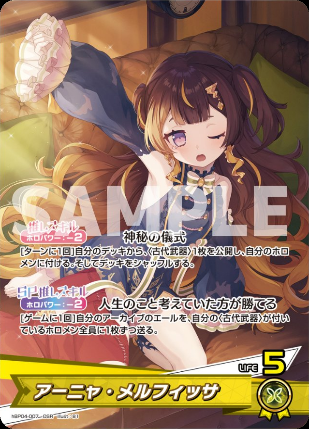 SAMPLE
推しスキル
ホロパワー:-2
神秘の儀式
[ターンに1回]自分のデッキから、〈古代武器〉1枚を公開し、自分のホロ
メンに付ける。そしてデッキをシャッフルする。
SP推しスキル
ホロパワー:-2
人生のこと考えていた方が勝てる
[ゲームに1回]自分のアーカイブのエールを、自分の〈古代武器〉が付い
ているホロメン全員に1枚ずつ送る。
LIFE 5
アーニャ・メルフィッサ